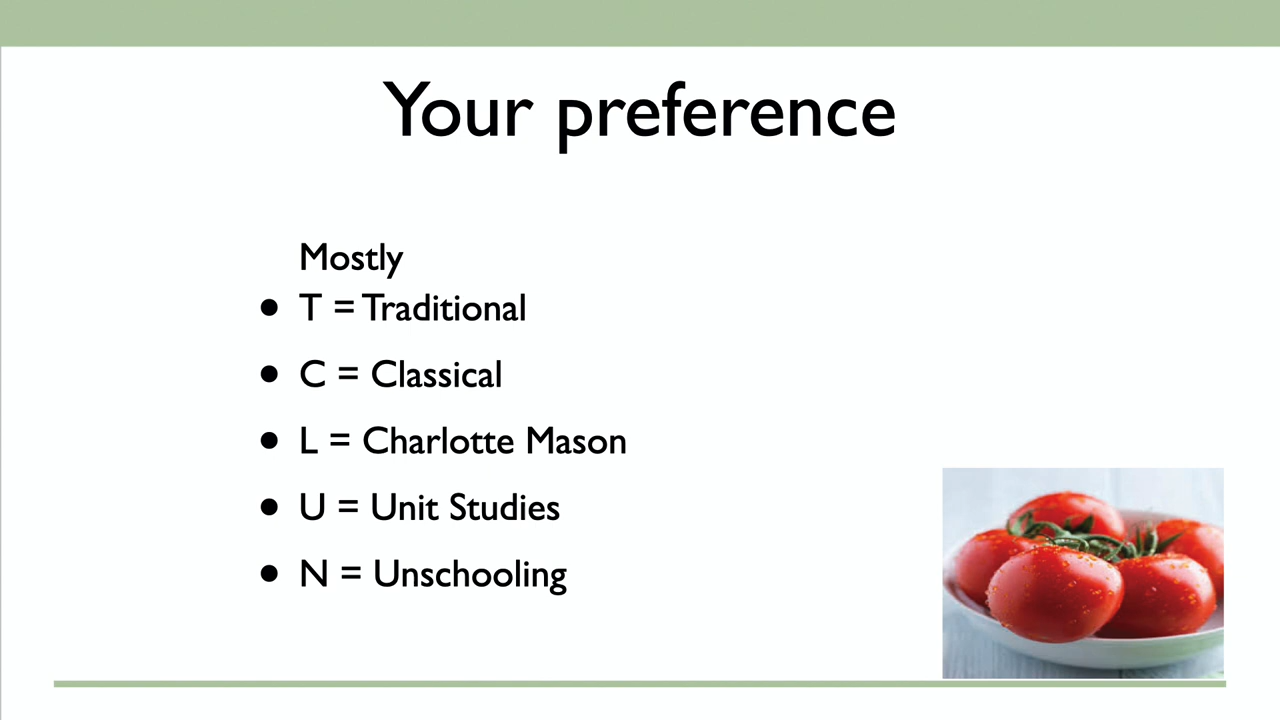 Your preference
Mostly
• T = Traditional
• C = Classical
• L = Charlotte Mason
• U = Unit Studies
• N = Unschooling